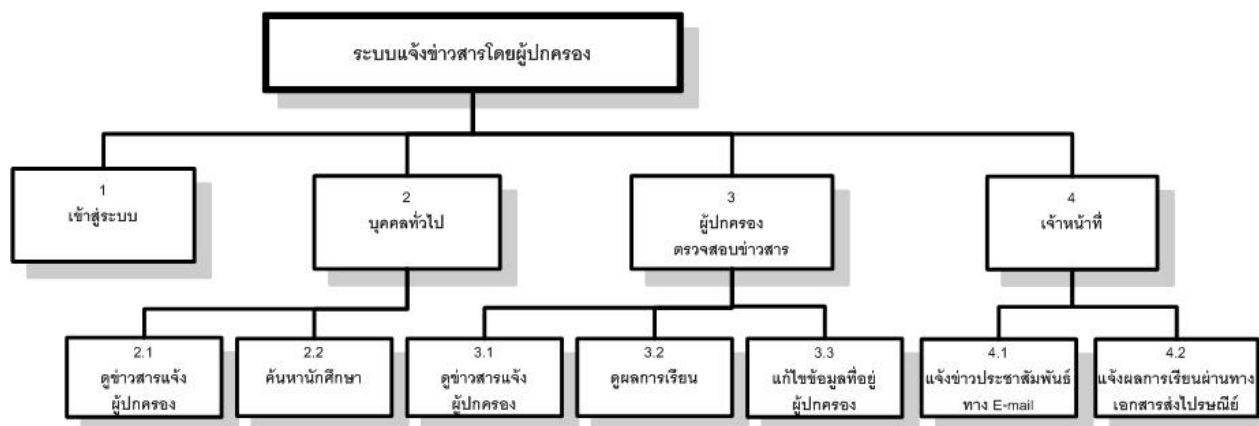 ระบบแจ้งข่าวสารโดยผู้ปกครอง
1
เข้าสู่ระบบ
2
บุคคลทั่วไป
3
ผู้ปกครอง
ตรวจสอบข่าวสาร
4
เจ้าหน้าที่
2.1
ดูข่าวสารแจ้ง
ผู้ปกครอง
2.2
ค้นหานักศึกษา
3.1
ดูข่าวสารแจ้ง
ผู้ปกครอง
3.2
ดูผลการเรียน
3.3
แก้ไขข้อมูลที่อยู่
ผู้ปกครอง
4.1
แจ้งข่าวประชาสัมพันธ์
ทาง E-mail
4.2
แจ้งผลการเรียนผ่านทาง
เอกสารส่งไปรษณีย์